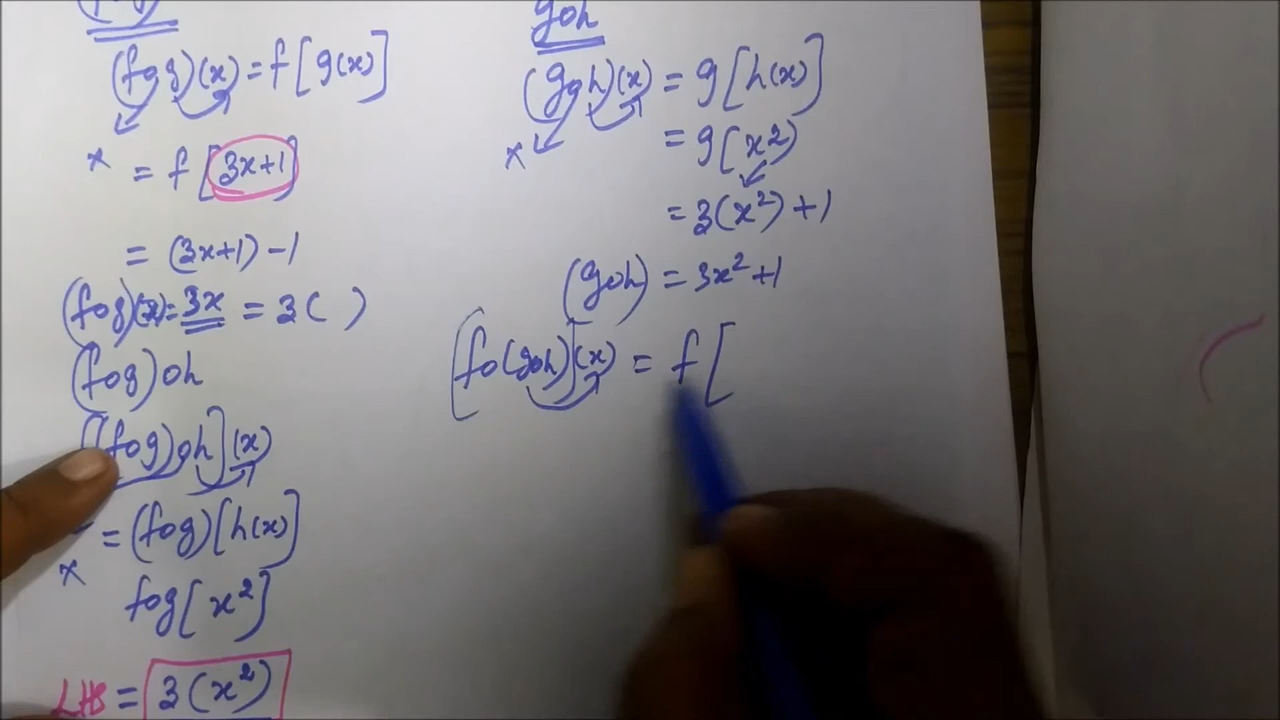 (fog)(x) = f[g(x)]
x = f[3x+1]
= (3x+1)-1
(fog)(x) = 3x = 3( )
(fog)oh
[(fog)oh](x)
x = (fog)[h(x)]
fog[x²]
LHS = 3(x²)
goh
(goh)(x) = g[h(x)]
x = g(x2)
= 3(x²)+1
(goh) = 3x²+1
[fo(goh)](x) = f[